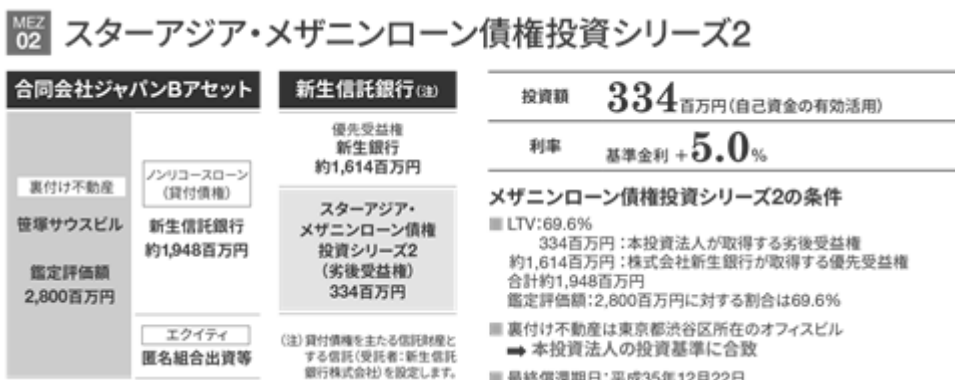 MEZ
02
スターアジア・メザニンローン債権投資シリーズ2
合同会社ジャパンBアセット
裏付け不動産
笹塚サウスビル
鑑定評価額
2,800百万円
ノンリコースローン
(貸付債権)
新生信託銀行
約1,948百万円
エクイティ
匿名組合出資等
新生信託銀行(注)
優先受益権
新生銀行
約1,614百万円
スターアジア・
メザニンローン債権
投資シリーズ2
(劣後受益権)
334百万円
(注)貸付債権を主たる信託財産と
する信託(受託者:新生信託
銀行株式会社)を設定します。
投資額 334百万円(自己資金の有効活用)
利率 基準金利 +5.0%
メザニンローン債権投資シリーズ2の条件
■ LTV:69.6%
334百万円:本投資法人が取得する劣後受益権
約1,614百万円:株式会社新生銀行が取得する優先受益権
合計約1,948百万円
鑑定評価額:2,800百万円に対する割合は69.6%
■ 裏付け不動産は東京都渋谷区所在のオフィスビル
➡ 本投資法人の投資基準に合致
■ 最終償還期日:平成35年12月22日